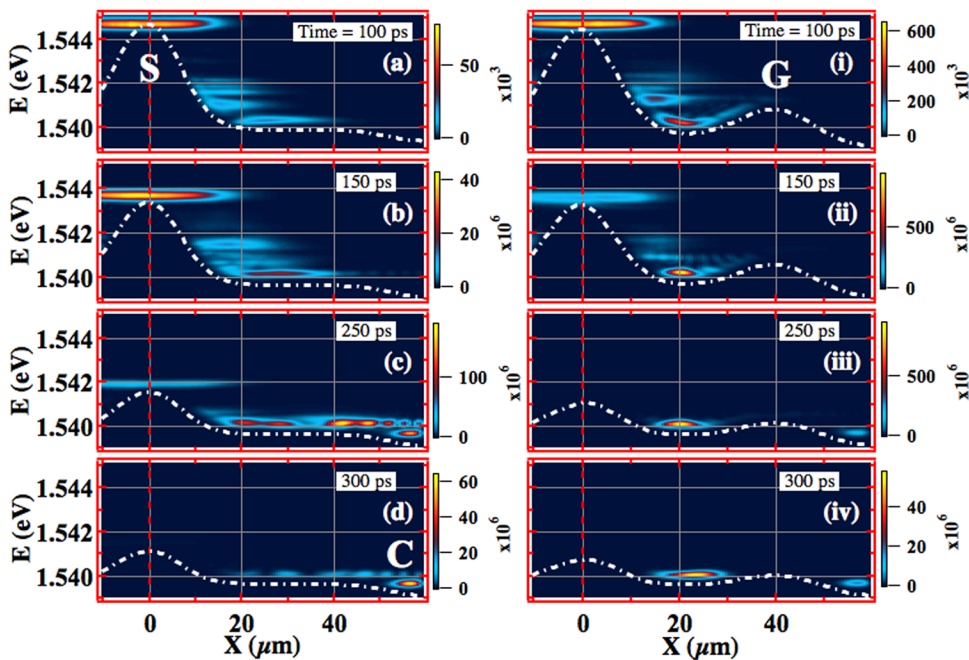 E (eV)
1.544
1.542
1.540
S
Time = 100 ps
(a)
50
0
x10³
Time = 100 ps
(i)
G
600
400
200
0
x10³
E (eV)
1.544
1.542
1.540
150 ps
(b)
40
20
0
x10⁶
150 ps
(ii)
500
0
x10⁶
E (eV)
1.544
1.542
1.540
250 ps
(c)
100
0
x10⁶
250 ps
(iii)
500
0
x10⁶
E (eV)
1.544
1.542
1.540
300 ps
(d)
C
60
40
20
0
x10⁶
300 ps
(iv)
40
20
0
x10⁶
0 20 40
X (µm)
0 20 40
X (µm)